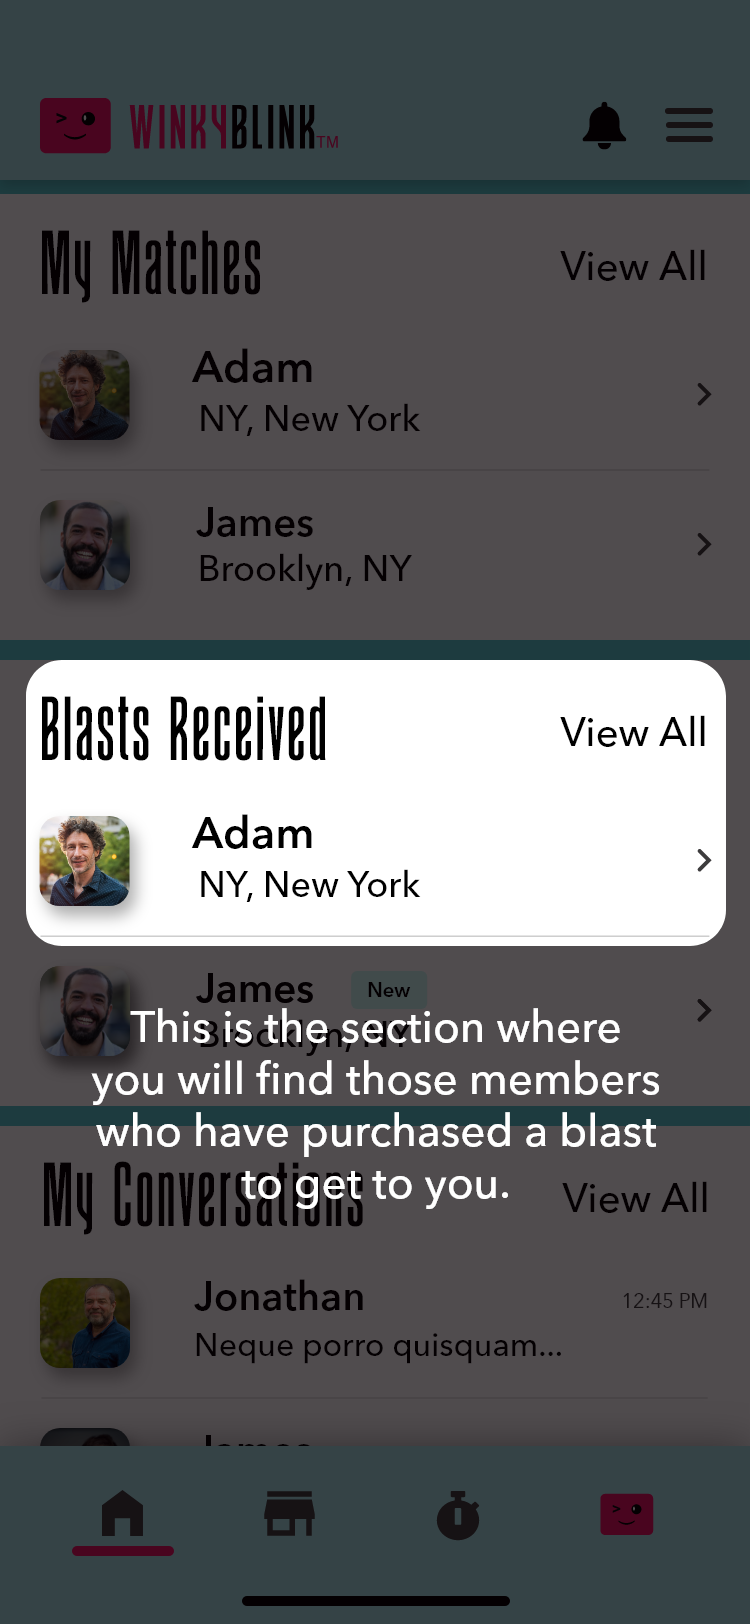 WINKYBLINK TM
My Matches View All
Adam
NY, New York
James
Brooklyn, NY
Blasts Received View All
Adam
NY, New York
James New
Brooklyn, NY
This is the section where
you will find those members
who have purchased a blast
to get to you.
My Conversations View All
Jonathan 12:45 PM
Neque porro quisquam...
James